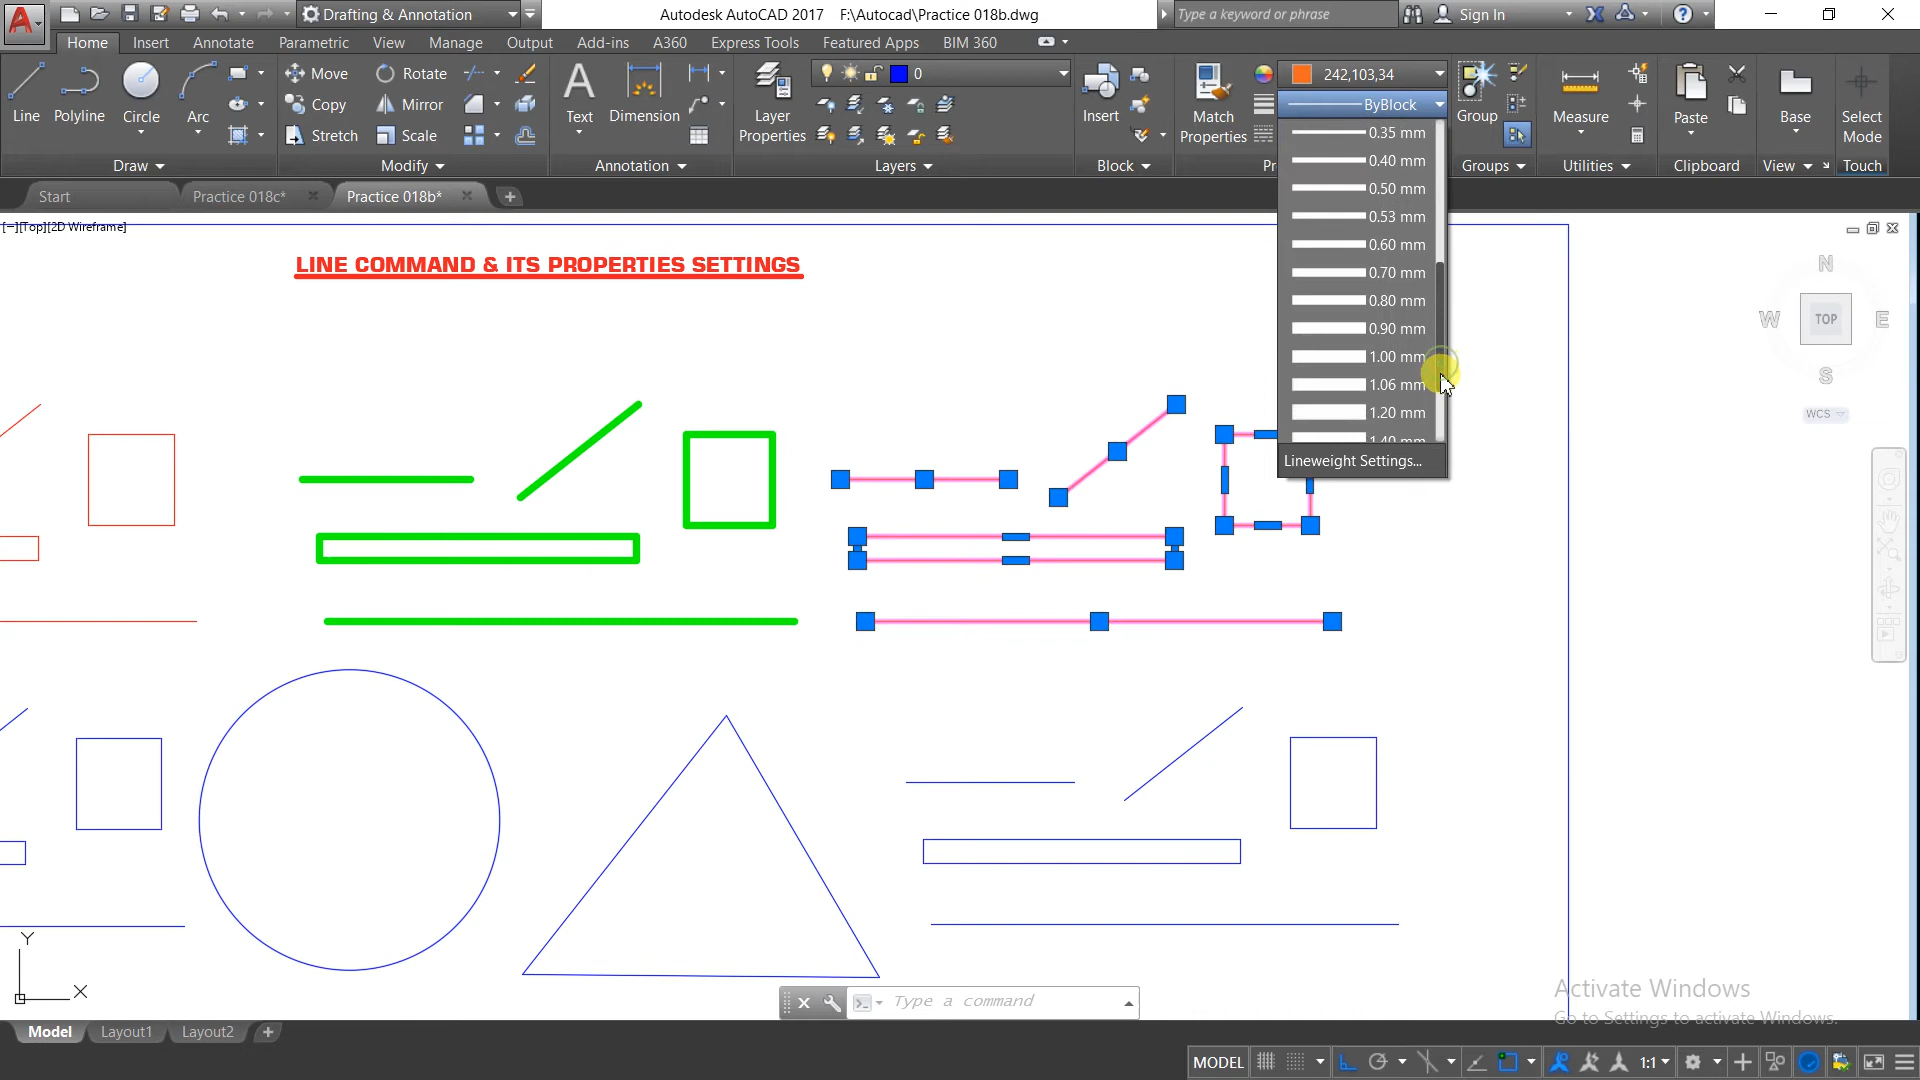 Drafting & Annotation
Autodesk AutoCAD 2017 F:\Autocad\Practice 018b.dwg
Type a keyword or phrase
Sign In
Home Insert Annotate Parametric View Manage Output Add-ins A360 Express Tools Featured Apps BIM 360
Line Polyline Circle Arc
Move Rotate
Copy Mirror
Stretch Scale
Text Dimension
Layer Properties
0
Insert
Match Properties
242,103,34
ByBlock
Group
Measure
Paste
Base
Select Mode
Draw Modify Annotation Layers Block Pr Groups Utilities Clipboard View Touch
Start Practice 018c* Practice 018b*
0.35 mm
0.40 mm
0.50 mm
0.53 mm
0.60 mm
0.70 mm
0.80 mm
0.90 mm
1.00 mm
1.06 mm
1.20 mm
1.40 mm
Lineweight Settings...
[−][Top][2D Wireframe]
LINE COMMAND & ITS PROPERTIES SETTINGS
N
W TOP E
S
WCS
Y
X
Type a command
Activate Windows
Go to Settings to activate Windows.
Model Layout1 Layout2
MODEL 1:1